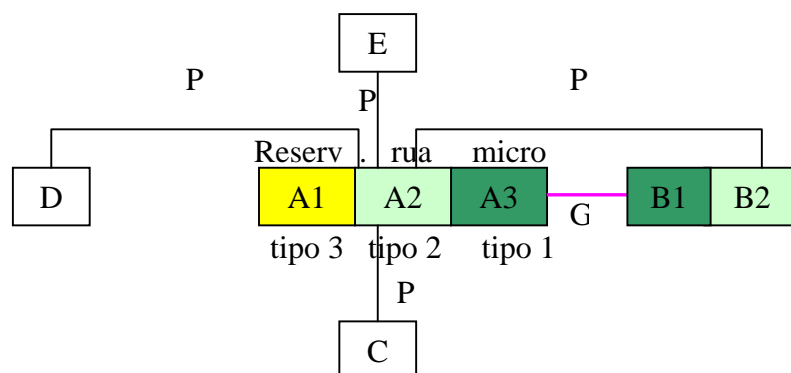 E
P P P
Reserv . rua micro
D A1 A2 A3 G B1 B2
tipo 3 tipo 2 tipo 1
P
C